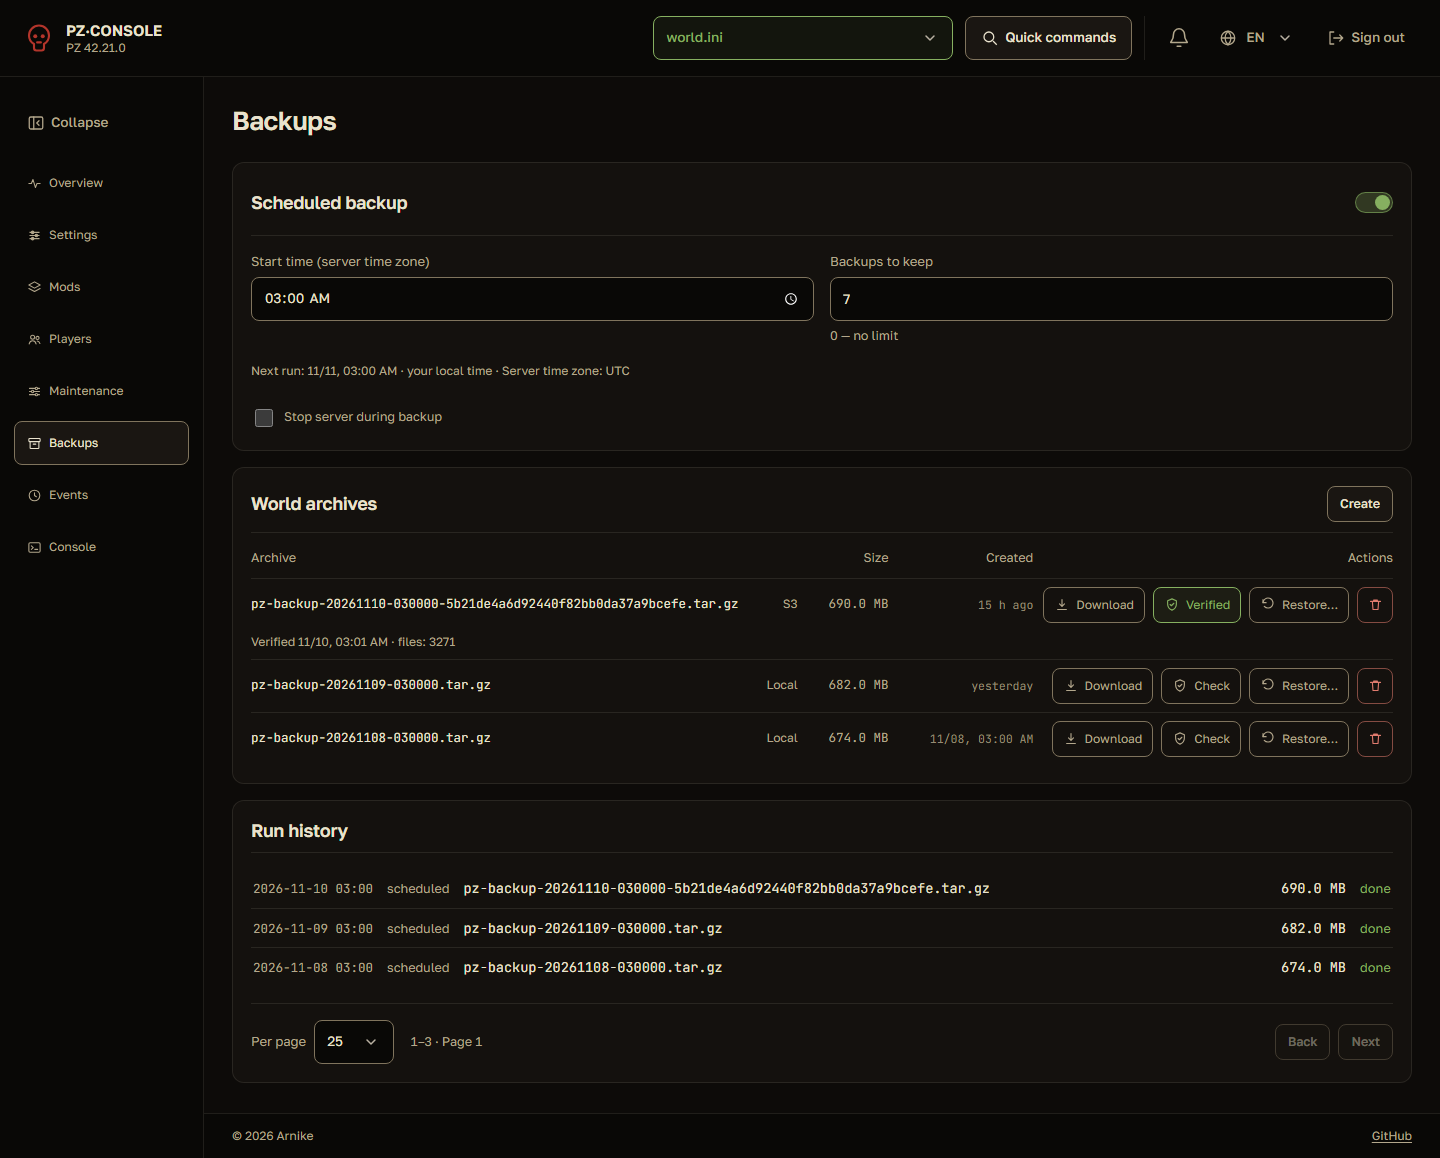 PZ·CONSOLE
PZ 42.21.0
world.ini
Quick commands
EN
Sign out
Collapse
Overview
Settings
Mods
Players
Maintenance
Backups
Events
Console
Backups
Scheduled backup
Start time (server time zone)
Backups to keep
03:00 AM
7
0 — no limit
Next run: 11/11, 03:00 AM · your local time · Server time zone: UTC
Stop server during backup
World archives
Create
Archive Size Created Actions
pz-backup-20261110-030000-5b21de4a6d92440f82bb0da37a9bcefe.tar.gz S3 690.0 MB 15 h ago Download Verified Restore...
Verified 11/10, 03:01 AM · files: 3271
pz-backup-20261109-030000.tar.gz Local 682.0 MB yesterday Download Check Restore...
pz-backup-20261108-030000.tar.gz Local 674.0 MB 11/08, 03:00 AM Download Check Restore...
Run history
2026-11-10 03:00 scheduled pz-backup-20261110-030000-5b21de4a6d92440f82bb0da37a9bcefe.tar.gz 690.0 MB done
2026-11-09 03:00 scheduled pz-backup-20261109-030000.tar.gz 682.0 MB done
2026-11-08 03:00 scheduled pz-backup-20261108-030000.tar.gz 674.0 MB done
Per page 25 1–3 · Page 1 Back Next
© 2026 Arnike
GitHub